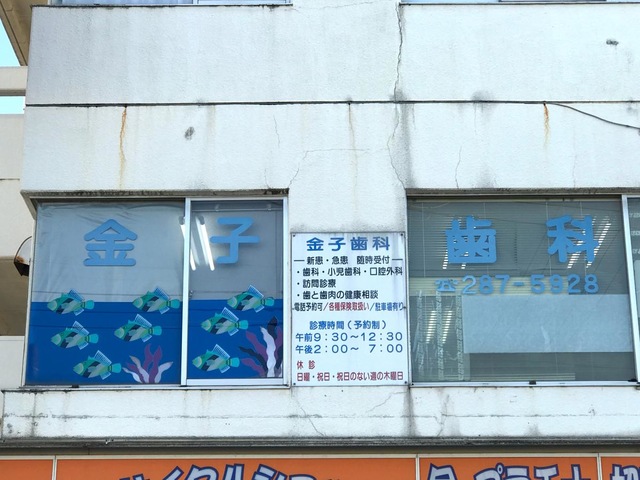 金子
歯科
☎287-5928
金子歯科
新患・急患 随時受付
・歯科・小児歯科・口腔外科
・訪問診療
・歯と歯肉の健康相談
電話予約可/各種保険取扱い/駐車場有り
診療時間(予約制)
午前9:30～12:30
午後2:00～ 7:00
休診
日曜・祝日・祝日のない週の木曜日